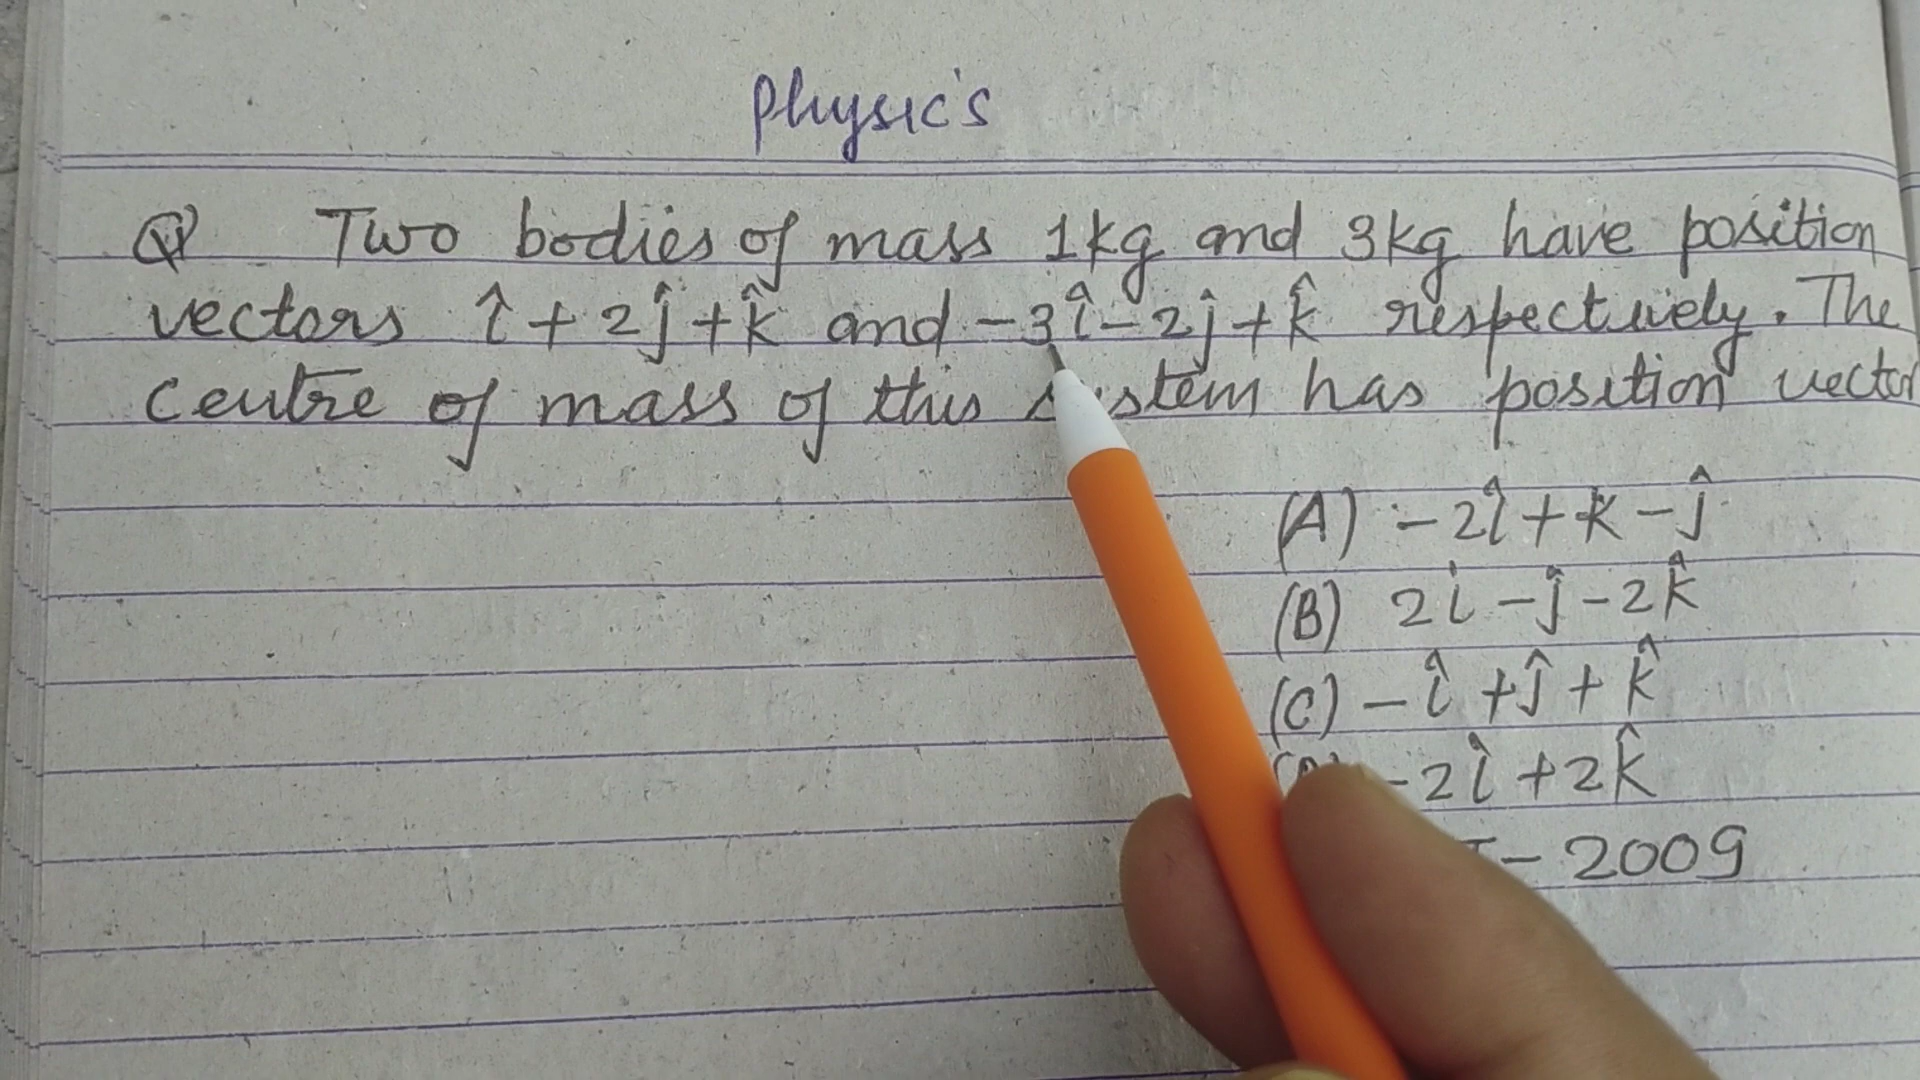 Physic's
Q Two bodies of mass 1kg and 3kg have position
vectors î + 2ĵ + k̂ and -3î - 2ĵ + k̂ respectively. The
centre of mass of this system has position vector
(A) -2î + k - ĵ
(B) 2i - ĵ - 2k̂
(C) -î + ĵ + k̂
-2î + 2k̂
- 2009